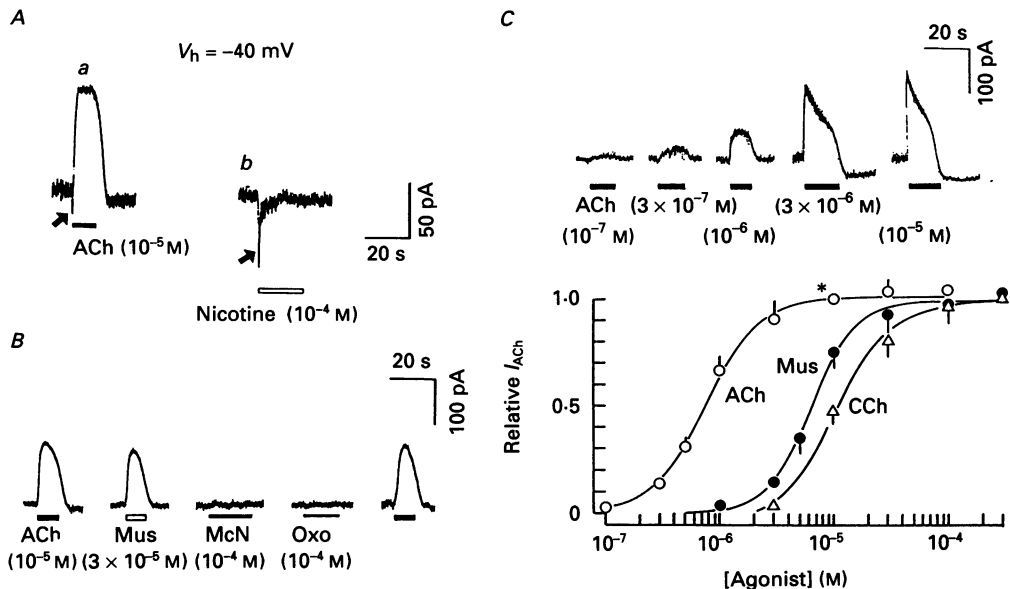 A
V_h = −40 mV
a
b
ACh (10⁻⁵ M)
50 pA
20 s
Nicotine (10⁻⁴ M)
B
20 s
100 pA
ACh Mus McN Oxo
(10⁻⁵ M) (3 × 10⁻⁵ M) (10⁻⁴ M) (10⁻⁴ M)
C
20 s
100 pA
ACh (3 × 10⁻⁷ M) (3 × 10⁻⁶ M)
(10⁻⁷ M) (10⁻⁶ M) (10⁻⁵ M)
Relative I_ACh
1·0
0·5
0
*
ACh
Mus
CCh
10⁻⁷ 10⁻⁶ 10⁻⁵ 10⁻⁴
[Agonist] (M)